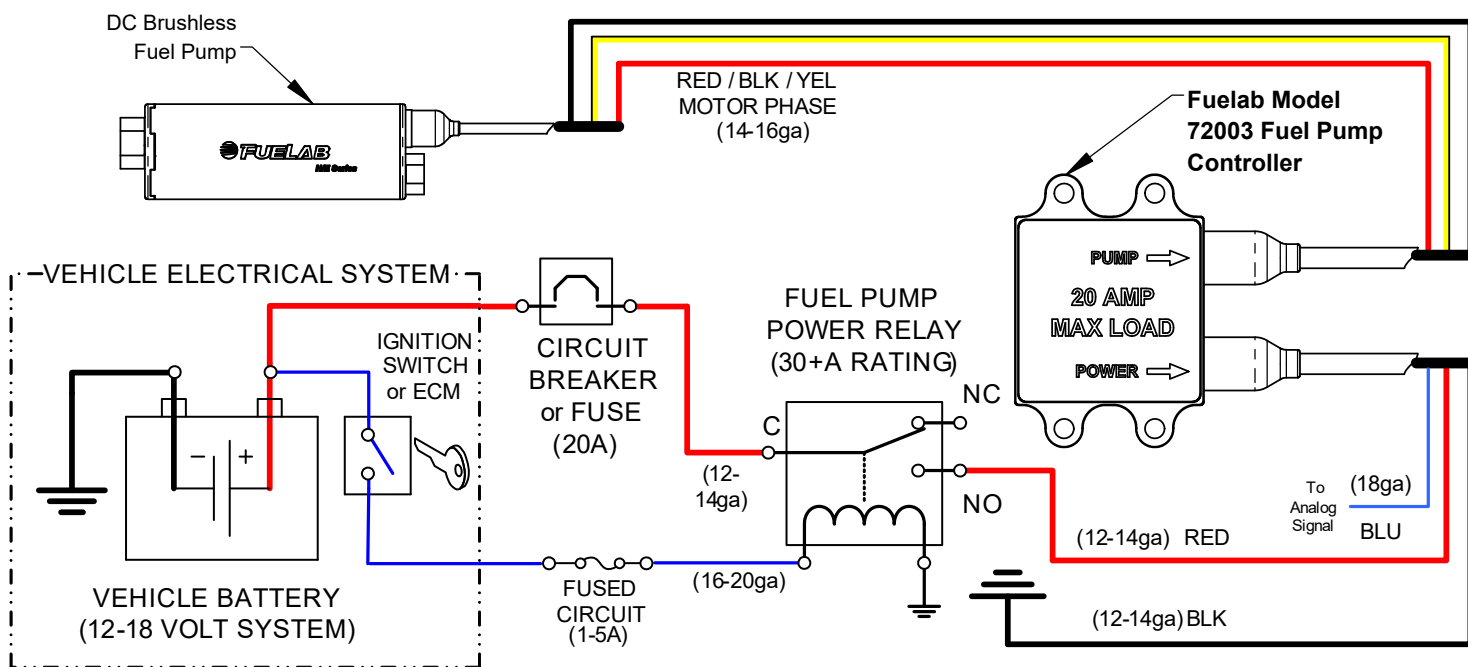 DC Brushless
Fuel Pump
FUELAB
RED / BLK / YEL
MOTOR PHASE
(14-16ga)
Fuelab Model
72003 Fuel Pump
Controller
PUMP
20 AMP
MAX LOAD
POWER
VEHICLE ELECTRICAL SYSTEM
IGNITION
SWITCH
or ECM
- +
VEHICLE BATTERY
(12-18 VOLT SYSTEM)
CIRCUIT
BREAKER
or FUSE
(20A)
FUEL PUMP
POWER RELAY
(30+A RATING)
C
NC
NO
(12-
14ga)
FUSED
CIRCUIT
(1-5A)
(16-20ga)
To
Analog
Signal
(18ga)
BLU
(12-14ga) RED
(12-14ga) BLK